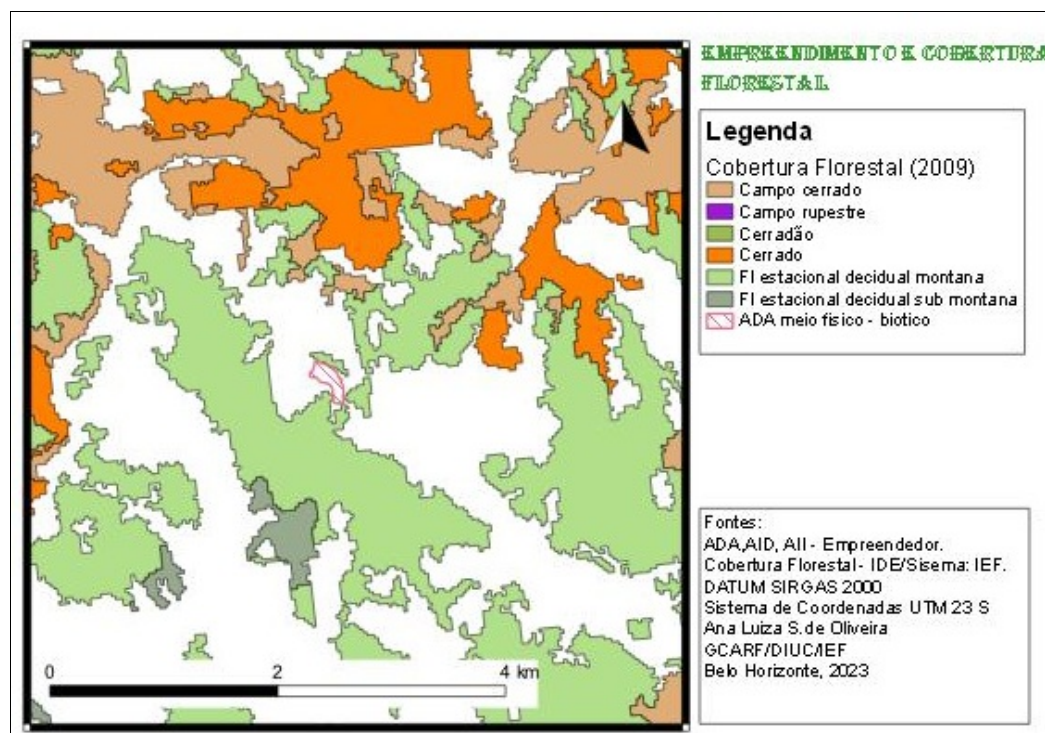 EMPREENDIMENTO E COBERTURA
FLORESTAL
Legenda
Cobertura Florestal (2009)
Campo cerrado
Campo rupestre
Cerradão
Cerrado
Fl estacional decidual montana
Fl estacional decidual sub montana
ADA meio fisico - biotico
0 2 4 km
Fontes:
ADA,AID, AII - Empreendedor.
Cobertura Florestal- IDE/Sisema: IEF.
DATUM SIRGAS 2000
Sistema de Coordenadas UTM 23 S
Ana Luiza S.de Oliveira
GCARF/DIUC/IEF
Belo Horizonte, 2023